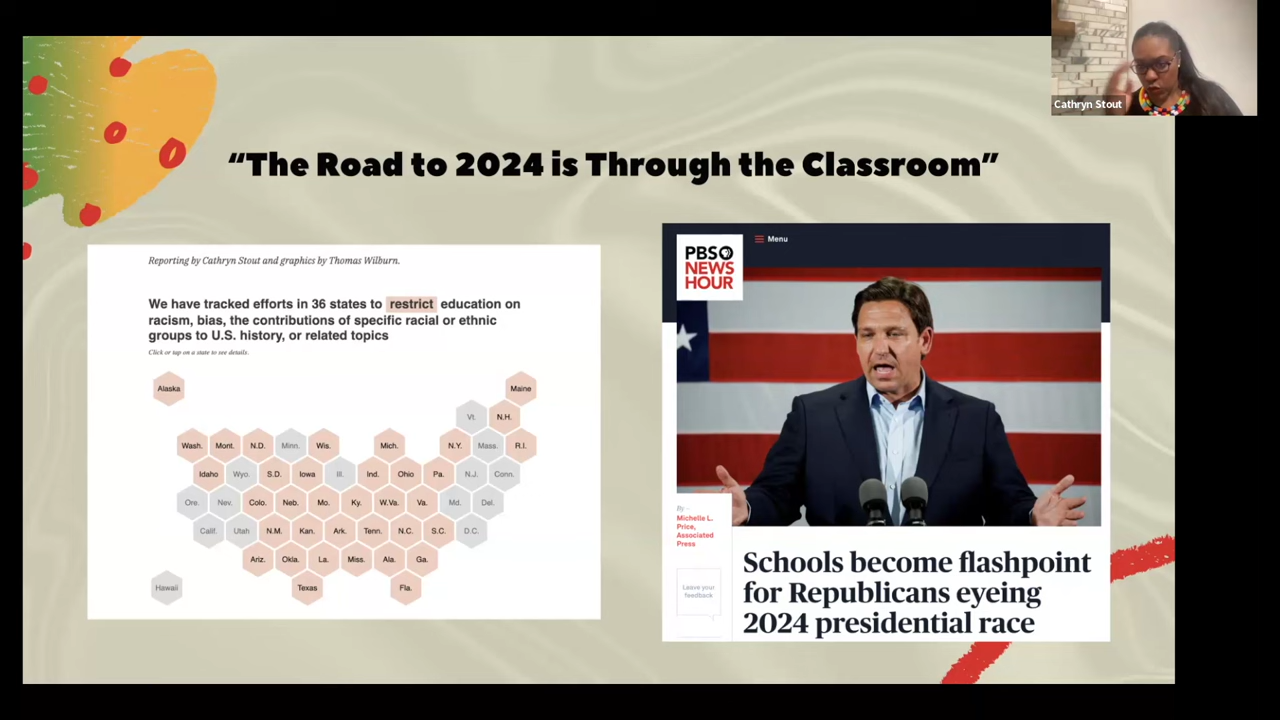 Cathryn Stout
“The Road to 2024 is Through the Classroom”
Reporting by Cathryn Stout and graphics by Thomas Wilburn.
We have tracked efforts in 36 states to restrict education on
racism, bias, the contributions of specific racial or ethnic
groups to U.S. history, or related topics
Click or tap on a state to see details.
Alaska Maine
Vt. N.H.
Wash. Mont. N.D. Minn. Wis. Mich. N.Y. Mass. R.I.
Idaho Wyo. S.D. Iowa Ill. Ind. Ohio Pa. N.J. Conn.
Ore. Nev. Colo. Neb. Mo. Ky. W.Va. Va. Md. Del.
Calif. Utah N.M. Kan. Ark. Tenn. N.C. S.C. D.C.
Ariz. Okla. La. Miss. Ala. Ga.
Hawaii Texas Fla.
Menu
PBS
NEWS
HOUR
By –
Michelle L.
Price,
Associated
Press
Leave your
feedback
Schools become flashpoint
for Republicans eyeing
2024 presidential race